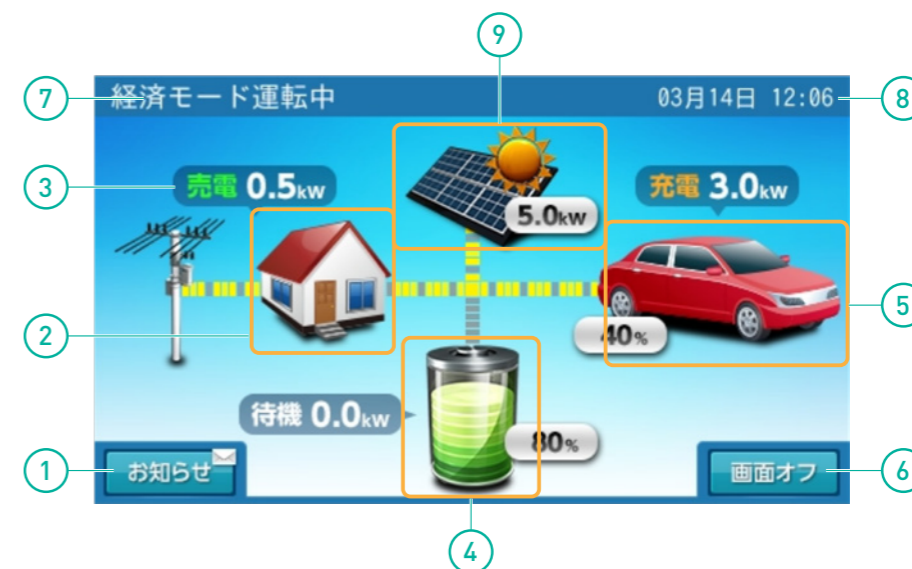 9
7
経済モード運転中
03月14日 12:06
8
3
売電 0.5kw
5.0kw
充電 3.0kw
2
40%
5
待機 0.0kw
80%
1
お知らせ
画面オフ
6
4